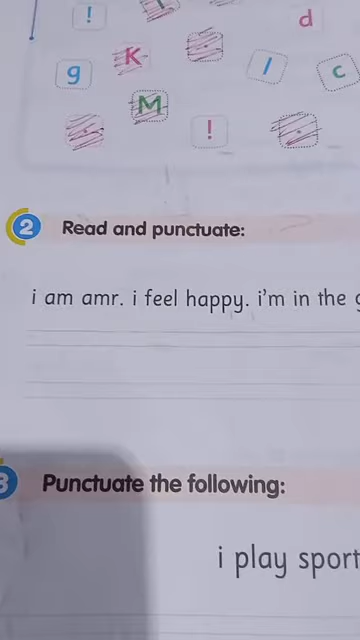 !
d
K
g
/
c
M
!
2 Read and punctuate:
i am amr. i feel happy. i'm in the
3 Punctuate the following:
i play sport